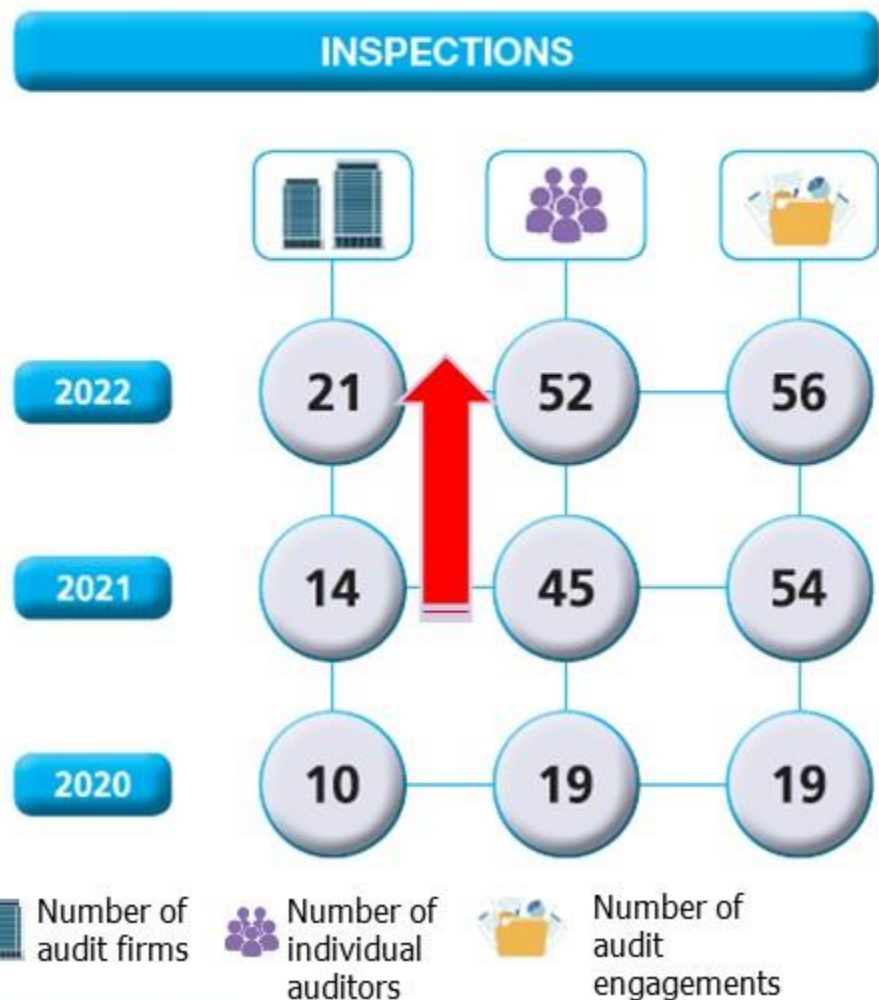 INSPECTIONS
2022 21 52 56
2021 14 45 54
2020 10 19 19
Number of
audit firms
Number of
individual
auditors
Number of
audit
engagements